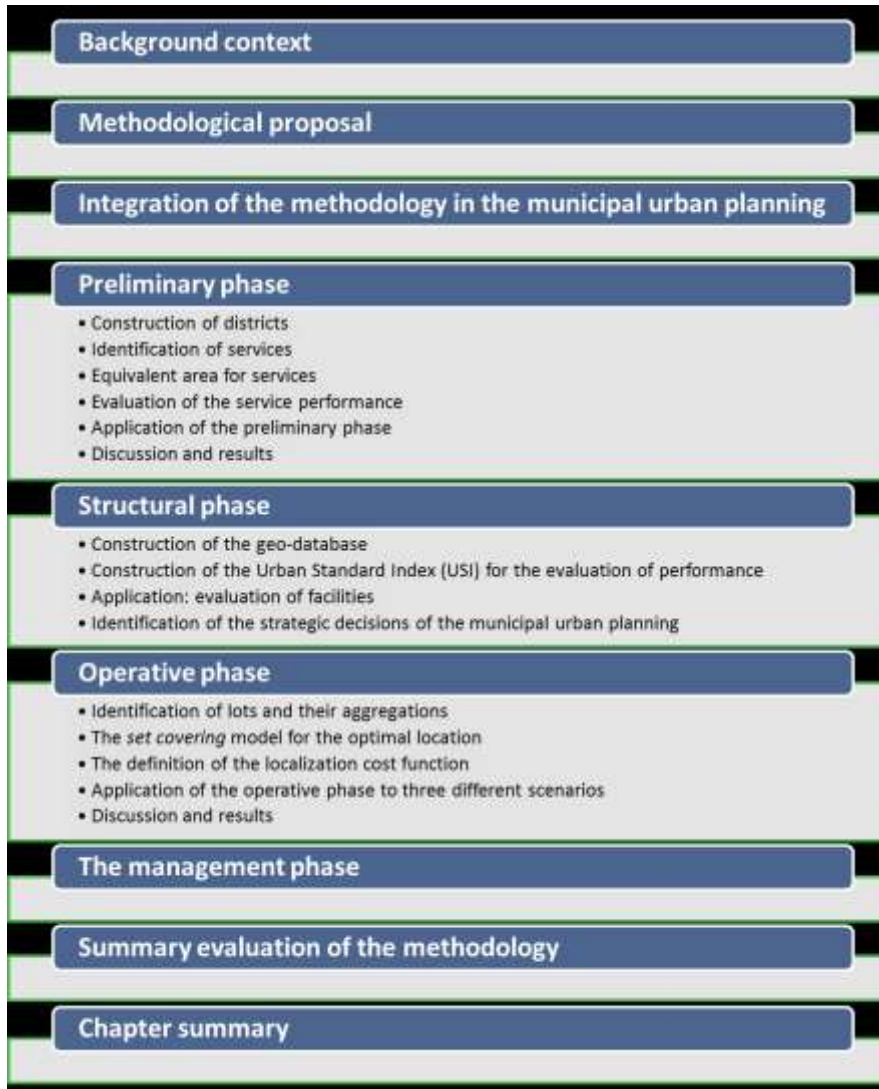 Background context
Methodological proposal
Integration of the methodology in the municipal urban planning
Preliminary phase
• Construction of districts
• Identification of services
• Equivalent area for services
• Evaluation of the service performance
• Application of the preliminary phase
• Discussion and results
Structural phase
• Construction of the geo-database
• Construction of the Urban Standard Index (USI) for the evaluation of performance
• Application: evaluation of facilities
• Identification of the strategic decisions of the municipal urban planning
Operative phase
• Identification of lots and their aggregations
• The set covering model for the optimal location
• The definition of the localization cost function
• Application of the operative phase to three different scenarios
• Discussion and results
The management phase
Summary evaluation of the methodology
Chapter summary